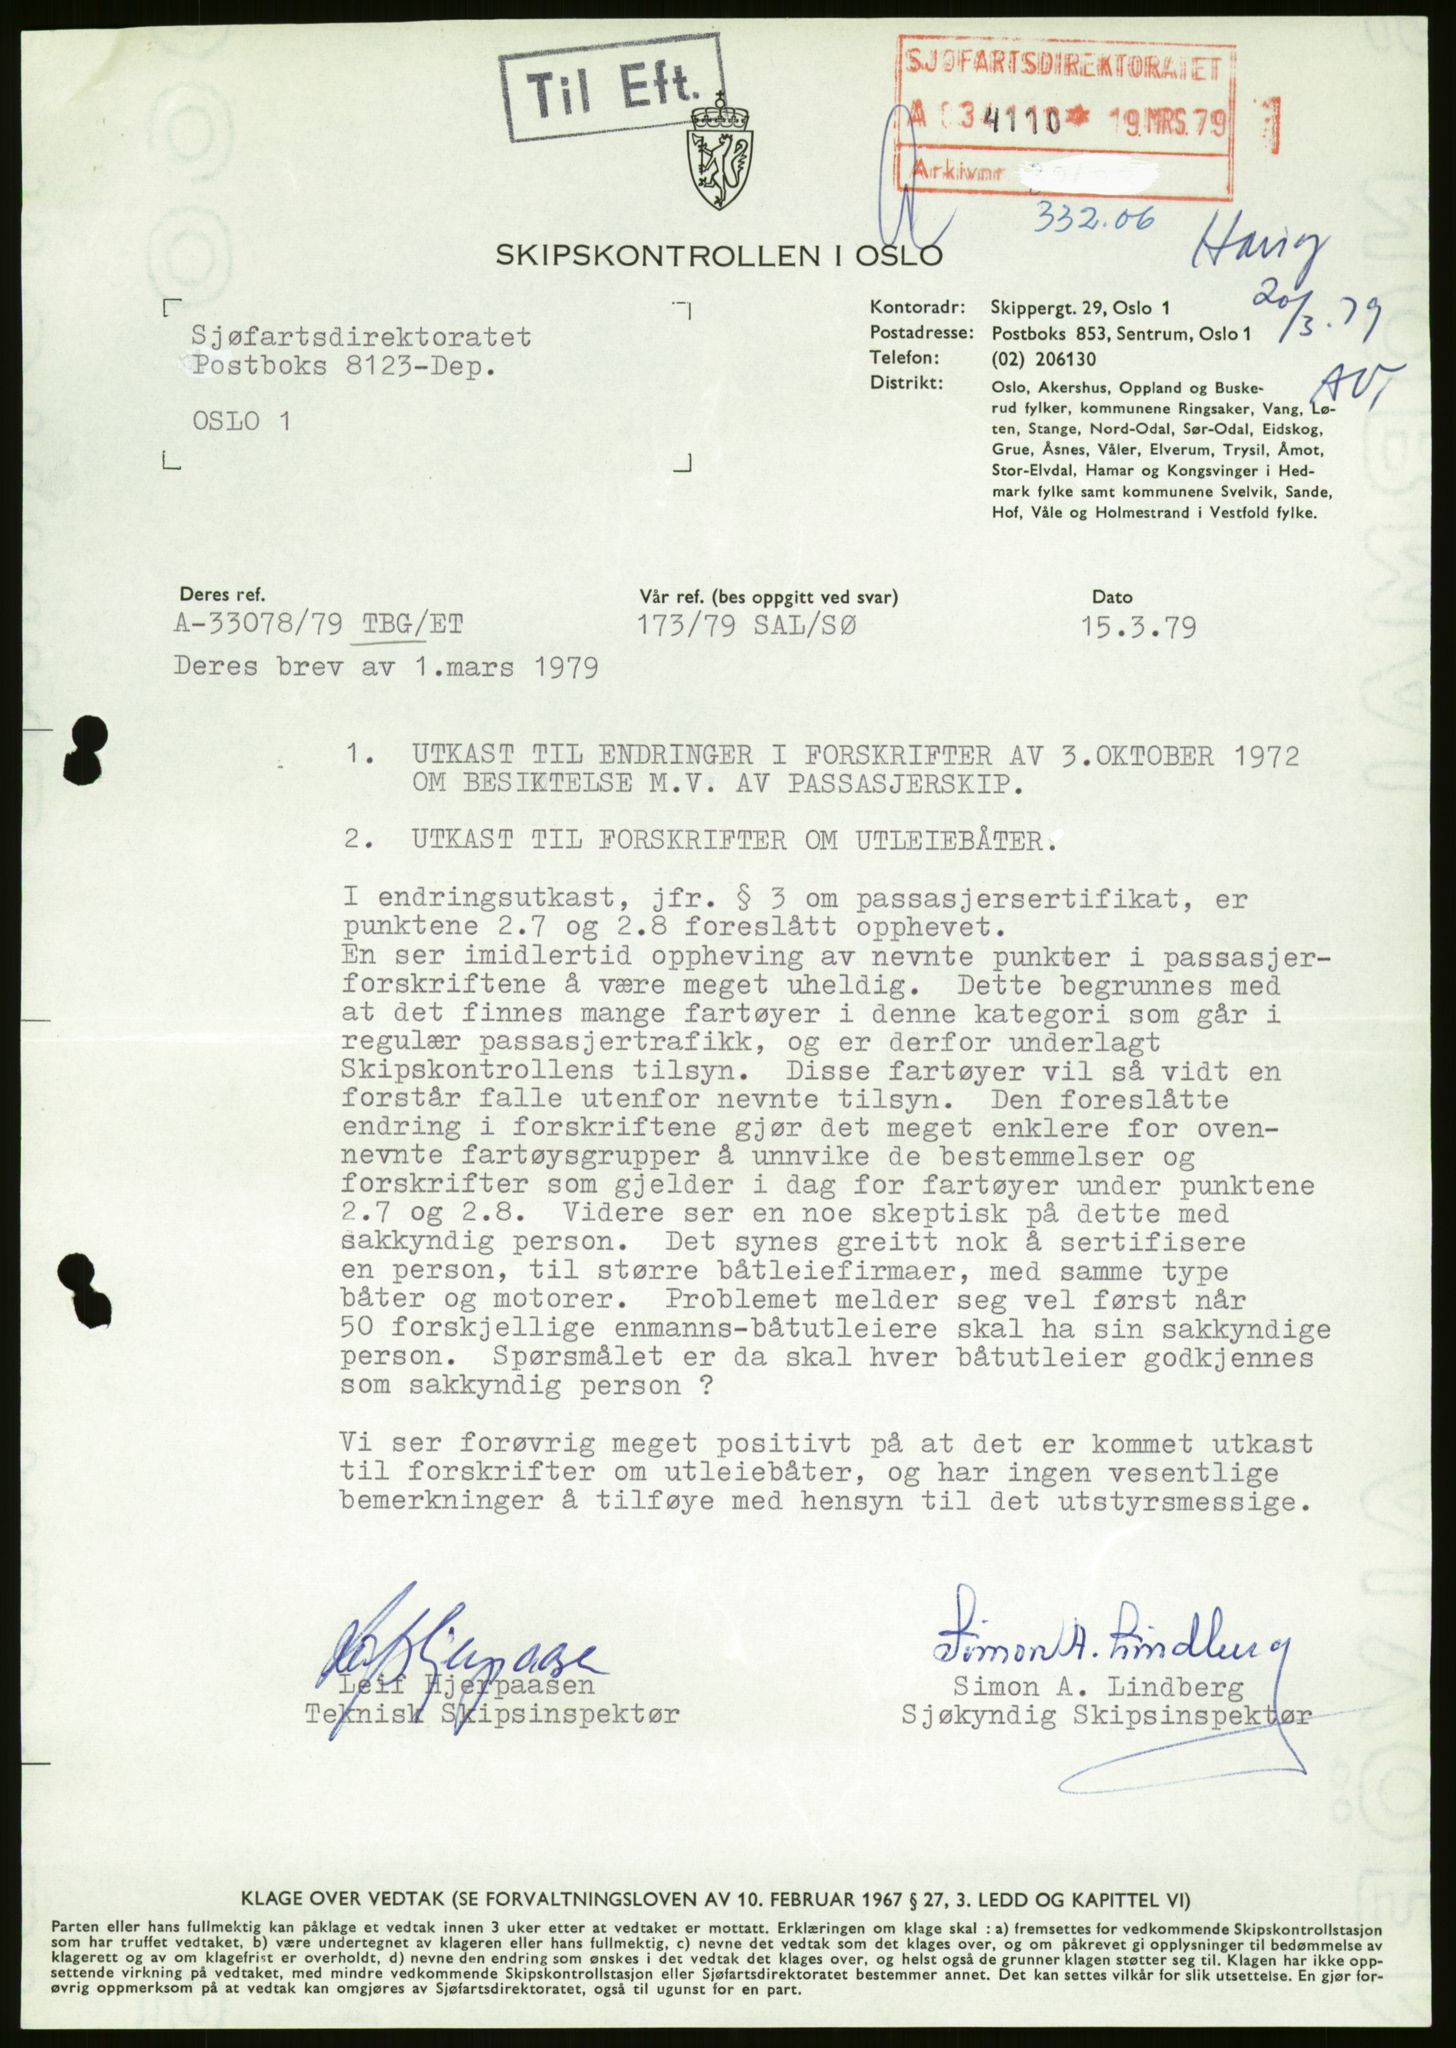 Til Eft.
SJØFARTSDIREKTORATET
A 034110 * 19.MRS.79
Arkivnr
332.06
20/3.79
SKIPSKONTROLLEN I OSLO
Sjøfartsdirektoratet
Postboks 8123-Dep.
OSLO 1
Kontoradr: Skippergt. 29, Oslo 1
Postadresse: Postboks 853, Sentrum, Oslo 1
Telefon: (02) 206130
Distrikt: Oslo, Akershus, Oppland og Buske-
rud fylker, kommunene Ringsaker, Vang, Lø-
ten, Stange, Nord-Odal, Sør-Odal, Eidskog,
Grue, Åsnes, Våler, Elverum, Trysil, Åmot,
Stor-Elvdal, Hamar og Kongsvinger i Hed-
mark fylke samt kommunene Svelvik, Sande,
Hof, Våle og Holmestrand i Vestfold fylke.
Deres ref. Vår ref. (bes oppgitt ved svar) Dato
A-33078/79 TBG/ET 173/79 SAL/SØ 15.3.79
Deres brev av 1.mars 1979
1. UTKAST TIL ENDRINGER I FORSKRIFTER AV 3.OKTOBER 1972
OM BESIKTELSE M.V. AV PASSASJERSKIP.
2. UTKAST TIL FORSKRIFTER OM UTLEIEBÅTER.
I endringsutkast, jfr. § 3 om passasjersertifikat, er
punktene 2.7 og 2.8 foreslått opphevet.
En ser imidlertid oppheving av nevnte punkter i passasjer-
forskriftene å være meget uheldig. Dette begrunnes med
at det finnes mange fartøyer i denne kategori som går i
regulær passasjertrafikk, og er derfor underlagt
Skipskontrollens tilsyn. Disse fartøyer vil så vidt en
forstår falle utenfor nevnte tilsyn. Den foreslåtte
endring i forskriftene gjør det meget enklere for oven-
nevnte fartøysgrupper å unnvike de bestemmelser og
forskrifter som gjelder i dag for fartøyer under punktene
2.7 og 2.8. Videre ser en noe skeptisk på dette med
sakkyndig person. Det synes greitt nok å sertifisere
en person, til større båtleiefirmaer, med samme type
båter og motorer. Problemet melder seg vel først når
50 forskjellige enmanns-båtutleiere skal ha sin sakkyndige
person. Spørsmålet er da skal hver båtutleier godkjennes
som sakkyndig person ?
Vi ser forøvrig meget positivt på at det er kommet utkast
til forskrifter om utleiebåter, og har ingen vesentlige
bemerkninger å tilføye med hensyn til det utstyrsmessige.
Leif Hjerpaasen Simon A. Lindberg
Leif Hjerpaasen Simon A. Lindberg
Teknisk Skipsinspektør Sjøkyndig Skipsinspektør
KLAGE OVER VEDTAK (SE FORVALTNINGSLOVEN AV 10. FEBRUAR 1967 § 27, 3. LEDD OG KAPITTEL VI)
Parten eller hans fullmektig kan påklage et vedtak innen 3 uker etter at vedtaket er mottatt. Erklæringen om klage skal : a) fremsettes for vedkommende Skipskontrollstasjon
som har truffet vedtaket, b) være undertegnet av klageren eller hans fullmektig, c) nevne det vedtak som det klages over, og om påkrevet gi opplysninger til bedømmelse av
klagerett og av om klagefrist er overholdt, d) nevne den endring som ønskes i det vedtak det klages over, og helst også de grunner klagen støtter seg til. Klagen har ikke opp-
settende virkning på vedtaket, med mindre vedkommende Skipskontrollstasjon eller Sjøfartsdirektoratet bestemmer annet. Det kan settes vilkår for slik utsettelse. En gjør for-
øvrig oppmerksom på at vedtak kan omgjøres av Sjøfartsdirektoratet, også til ugunst for en part.